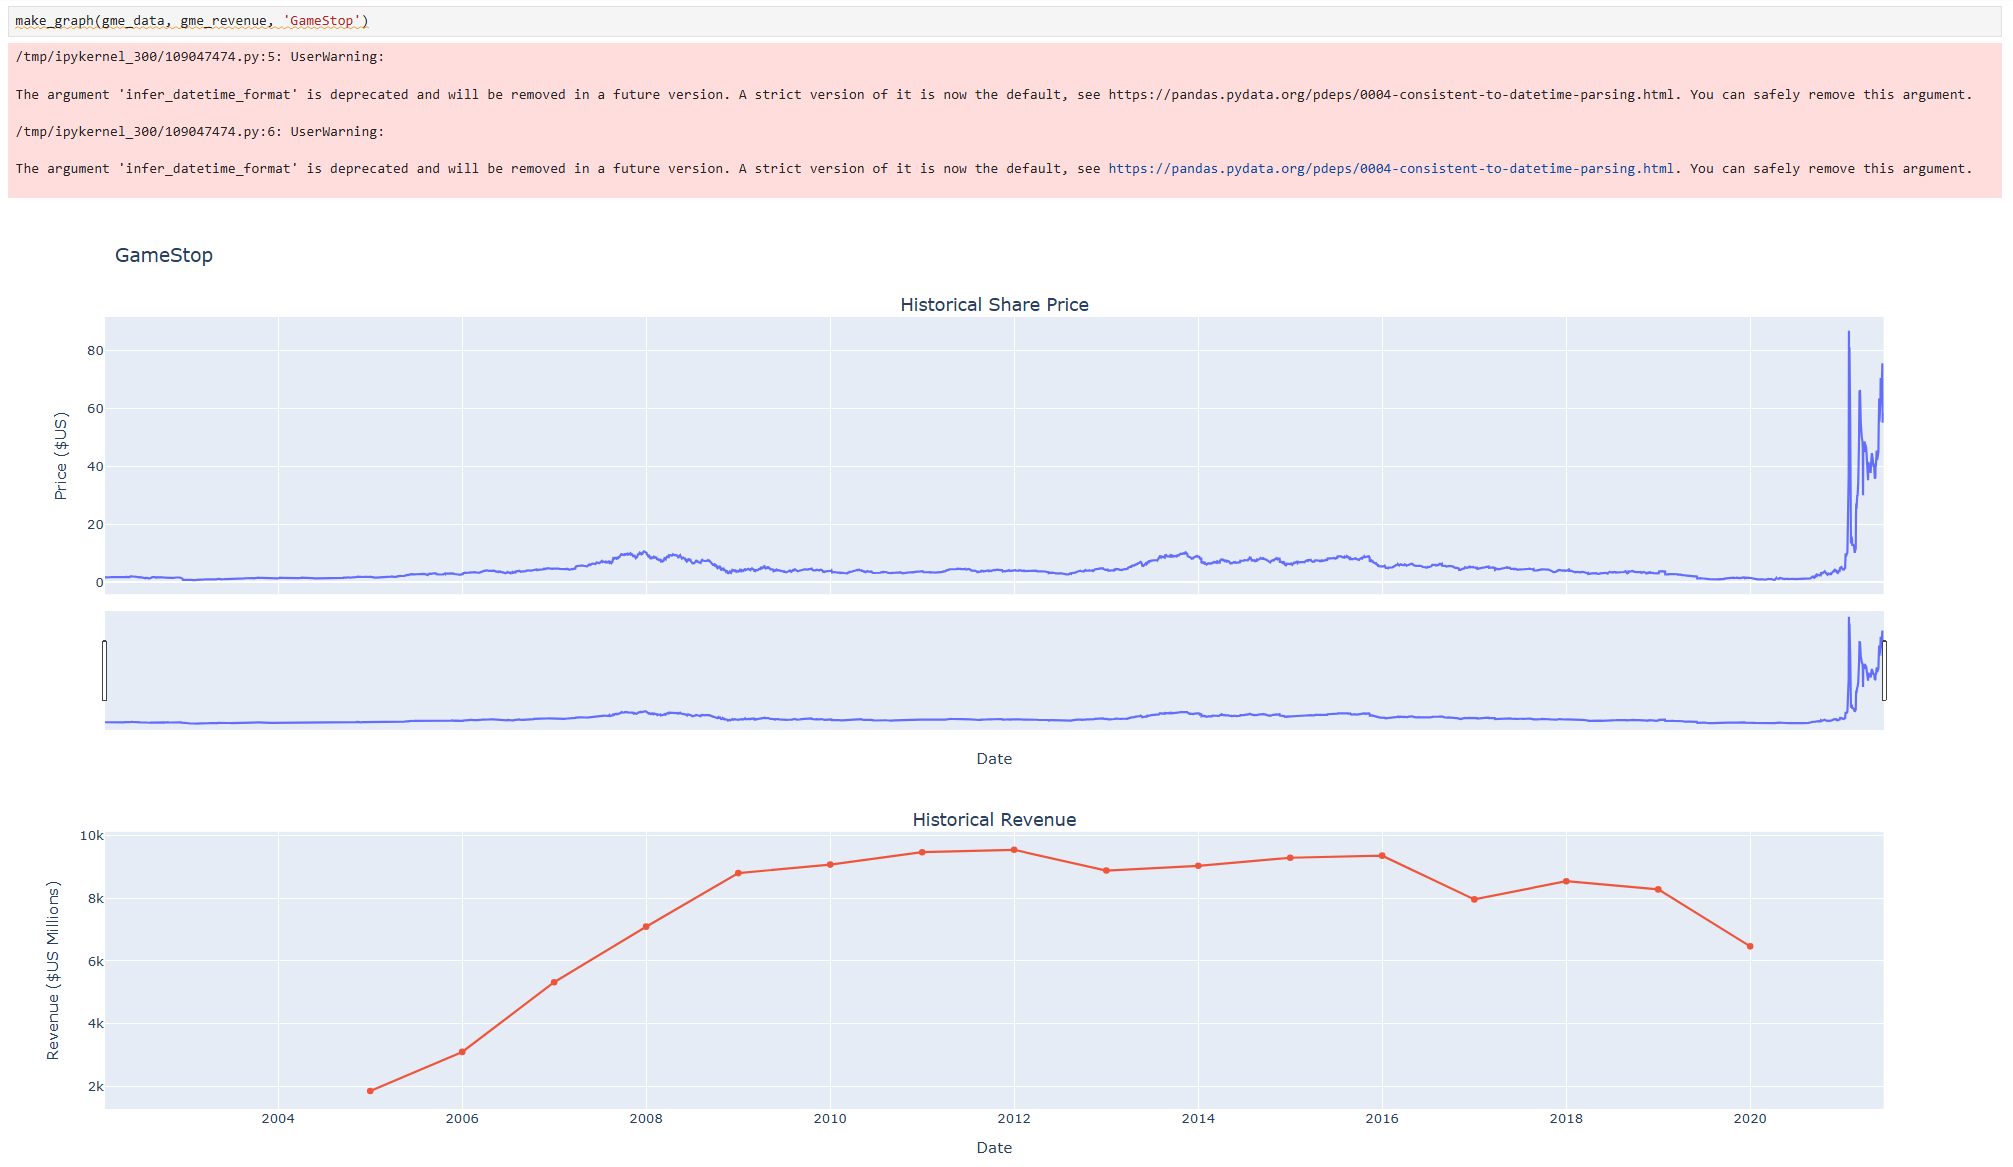 make_graph(gme_data, gme_revenue, 'GameStop')
/tmp/ipykernel_300/109047474.py:5: UserWarning:
The argument 'infer_datetime_format' is deprecated and will be removed in a future version. A strict version of it is now the default, see https://pandas.pydata.org/pdeps/0004-consistent-to-datetime-parsing.html. You can safely remove this argument.
/tmp/ipykernel_300/109047474.py:6: UserWarning:
The argument 'infer_datetime_format' is deprecated and will be removed in a future version. A strict version of it is now the default, see https://pandas.pydata.org/pdeps/0004-consistent-to-datetime-parsing.html. You can safely remove this argument.
GameStop
Historical Share Price
Price ($US)
80
60
40
20
0
Date
Historical Revenue
Revenue ($US Millions)
10k
8k
6k
4k
2k
2004 2006 2008 2010 2012 2014 2016 2018 2020
Date